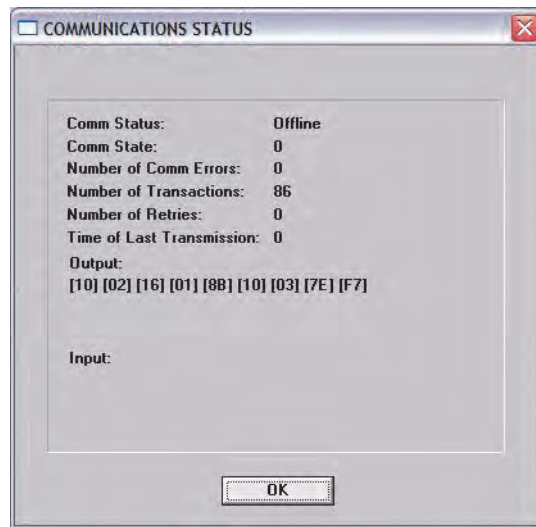 COMMUNICATIONS STATUS
Comm Status: Offline
Comm State: 0
Number of Comm Errors: 0
Number of Transactions: 86
Number of Retries: 0
Time of Last Transmission: 0
Output:
[10] [02] [16] [01] [8B] [10] [03] [7E] [F7]
Input:
OK